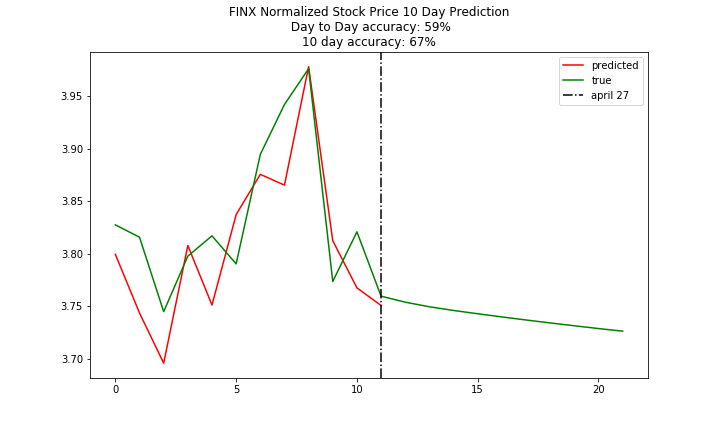 FINX Normalized Stock Price 10 Day Prediction
Day to Day accuracy: 59%
10 day accuracy: 67%
predicted
true
april 27
3.95
3.90
3.85
3.80
3.75
3.70
0 5 10 15 20